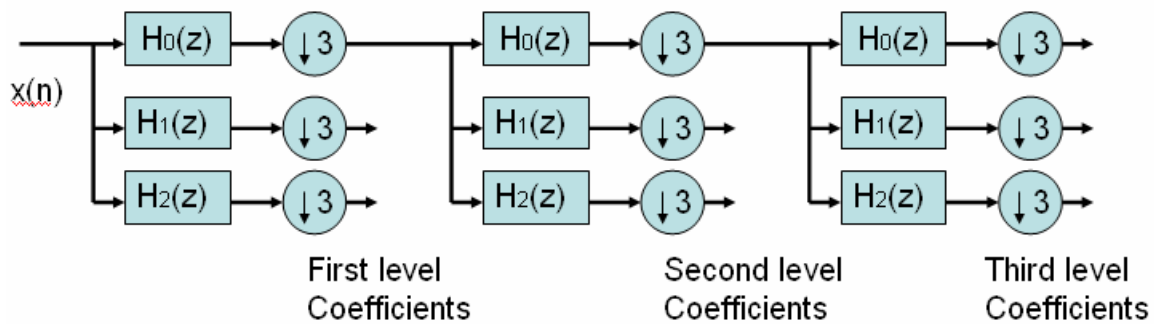 H0(z) ↓ 3 H0(z) ↓ 3 H0(z) ↓ 3
x(n)
H1(z) ↓ 3 H1(z) ↓ 3 H1(z) ↓ 3
H2(z) ↓ 3 H2(z) ↓ 3 H2(z) ↓ 3
First level Second level Third level
Coefficients Coefficients Coefficients